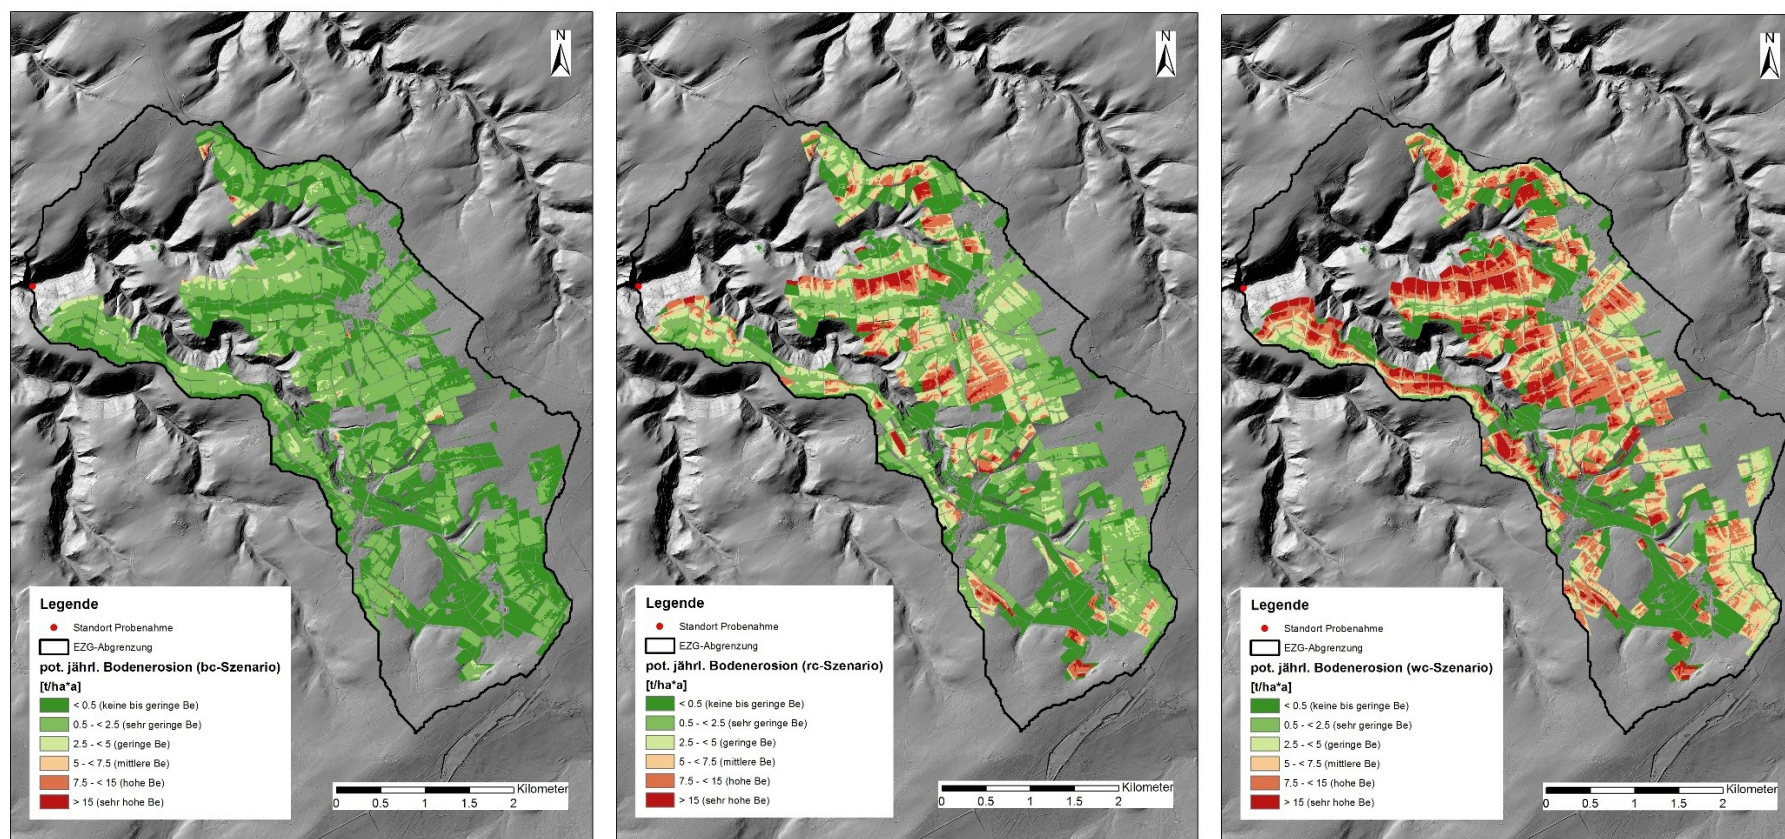 N
Legende
Standort Probenahme
EZG-Abgrenzung
pot. jährl. Bodenerosion (bc-Szenario)
[t/ha*a]
< 0.5 (keine bis geringe Be)
0.5 - < 2.5 (sehr geringe Be)
2.5 - < 5 (geringe Be)
5 - < 7.5 (mittlere Be)
7.5 - < 15 (hohe Be)
> 15 (sehr hohe Be)
Kilometer
0 0.5 1 1.5 2
N
Legende
Standort Probenahme
EZG-Abgrenzung
pot. jährl. Bodenerosion (rc-Szenario)
[t/ha*a]
< 0.5 (keine bis geringe Be)
0.5 - < 2.5 (sehr geringe Be)
2.5 - < 5 (geringe Be)
5 - < 7.5 (mittlere Be)
7.5 - < 15 (hohe Be)
> 15 (sehr hohe Be)
Kilometer
0 0.5 1 1.5 2
N
Legende
Standort Probenahme
EZG-Abgrenzung
pot. jährl. Bodenerosion (wc-Szenario)
[t/ha*a]
< 0.5 (keine bis geringe Be)
0.5 - < 2.5 (sehr geringe Be)
2.5 - < 5 (geringe Be)
5 - < 7.5 (mittlere Be)
7.5 - < 15 (hohe Be)
> 15 (sehr hohe Be)
Kilometer
0 0.5 1 1.5 2